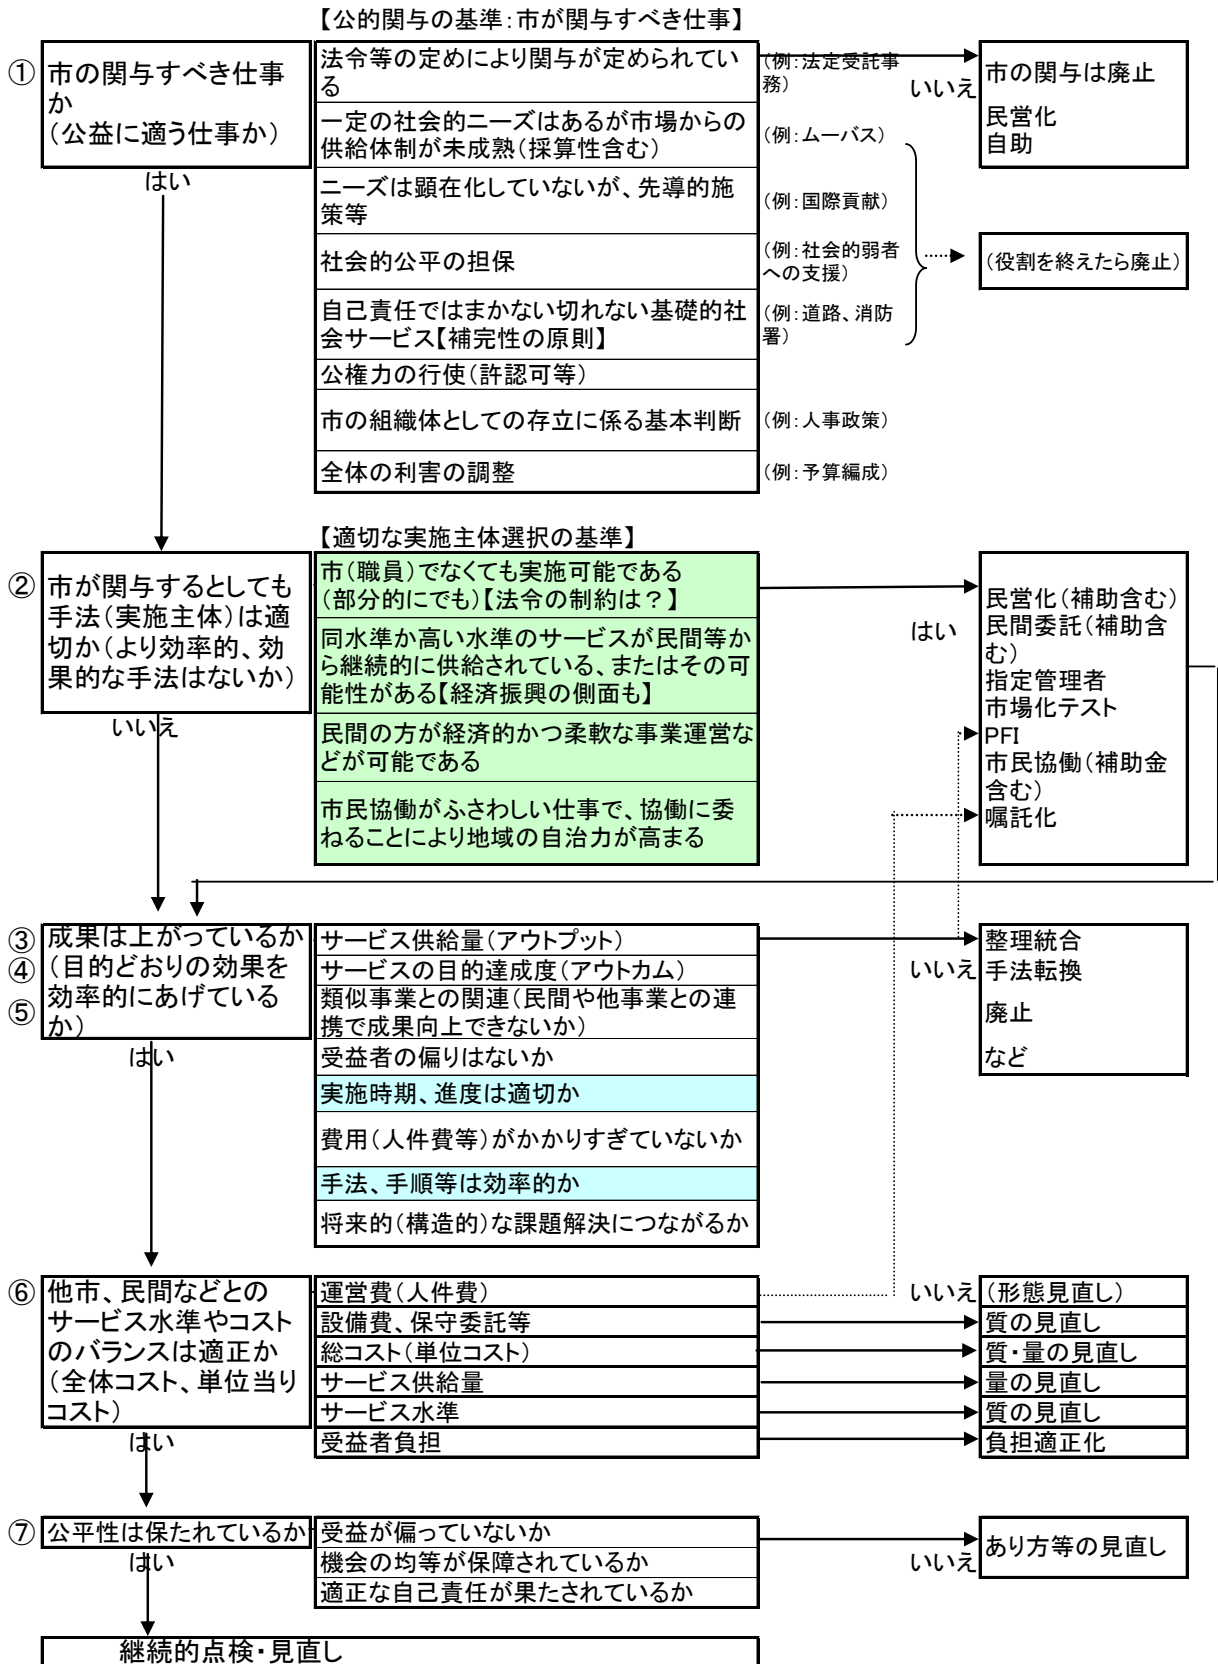 【公的関与の基準：市が関与すべき仕事】
①
市の関与すべき仕事
か
（公益に適う仕事か）
はい
法令等の定めにより関与が定められてい
る
（例：法定受託事
務）
いいえ
市の関与は廃止
民営化
自助
一定の社会的ニーズはあるが市場からの
供給体制が未成熟（採算性含む）
（例：ムーバス）
ニーズは顕在化していないが、先導的施
策等
（例：国際貢献）
社会的公平の担保
（例：社会的弱者
への支援）
（役割を終えたら廃止）
自己責任ではまかない切れない基礎的社
会サービス【補完性の原則】
（例：道路、消防
署）
公権力の行使（許認可等）
市の組織体としての存立に係る基本判断
（例：人事政策）
全体の利害の調整
（例：予算編成）
【適切な実施主体選択の基準】
②
市が関与するとしても
手法（実施主体）は適
切か（より効率的、効
果的な手法はないか）
いいえ
市（職員）でなくても実施可能である
（部分的にでも）【法令の制約は？】
同水準か高い水準のサービスが民間等か
ら継続的に供給されている、またはその可
能性がある【経済振興の側面も】
民間の方が経済的かつ柔軟な事業運営な
どが可能である
市民協働がふさわしい仕事で、協働に委
ねることにより地域の自治力が高まる
はい
民営化（補助含む）
民間委託（補助含
む）
指定管理者
市場化テスト
PFI
市民協働（補助金
含む）
嘱託化
③
④
⑤
成果は上がっているか
（目的どおりの効果を
効率的にあげている
か）
はい
サービス供給量（アウトプット）
サービスの目的達成度（アウトカム）
類似事業との関連（民間や他事業との連
携で成果向上できないか）
受益者の偏りはないか
実施時期、進度は適切か
費用（人件費等）がかかりすぎていないか
手法、手順等は効率的か
将来的（構造的）な課題解決につながるか
いいえ
整理統合
手法転換
廃止
など
⑥
他市、民間などとの
サービス水準やコスト
のバランスは適正か
（全体コスト、単位当り
コスト）
はい
運営費（人件費）
いいえ
（形態見直し）
設備費、保守委託等
質の見直し
総コスト（単位コスト）
質・量の見直し
サービス供給量
量の見直し
サービス水準
質の見直し
受益者負担
負担適正化
⑦
公平性は保たれているか
はい
受益が偏っていないか
機会の均等が保障されているか
適正な自己責任が果たされているか
いいえ
あり方等の見直し
継続的点検・見直し